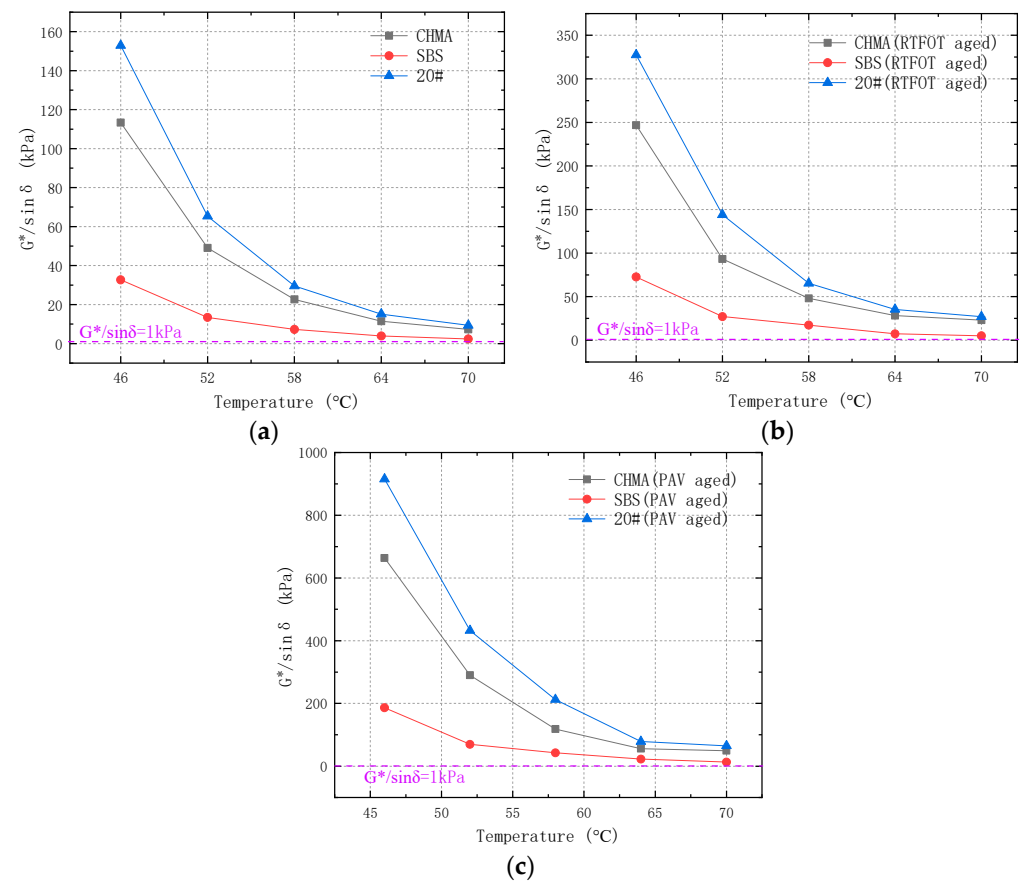 CHMA
SBS
20#
160
140
120
100
80
60
40
20
0
G*/sin δ (kPa)
G*/sinδ=1kPa
46 52 58 64 70
Temperature (℃)
(a)
CHMA(RTFOT aged)
SBS(RTFOT aged)
20#(RTFOT aged)
350
300
250
200
150
100
50
0
G*/sin δ (kPa)
G*/sinδ=1kPa
46 52 58 64 70
Temperature (℃)
(b)
CHMA(PAV aged)
SBS(PAV aged)
20#(PAV aged)
1000
800
600
400
200
0
G*/sin δ (kPa)
G*/sinδ=1kPa
45 50 55 60 65 70
Temperature (℃)
(c)